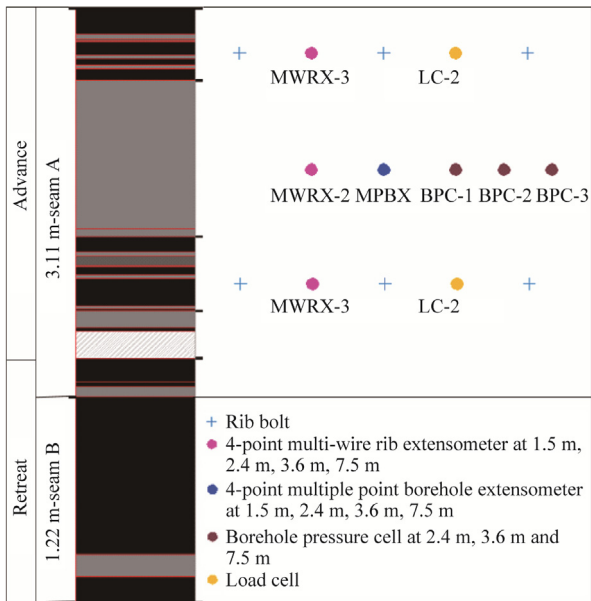 Advance
3.11 m-seam A
MWRX-3 LC-2
MWRX-2 MPBX BPC-1 BPC-2 BPC-3
MWRX-3 LC-2
Retreat
1.22 m-seam B
Rib bolt
4-point multi-wire rib extensometer at 1.5 m,
2.4 m, 3.6 m, 7.5 m
4-point multiple point borehole extensometer
at 1.5 m, 2.4 m, 3.6 m, 7.5 m
Borehole pressure cell at 2.4 m, 3.6 m and
7.5 m
Load cell